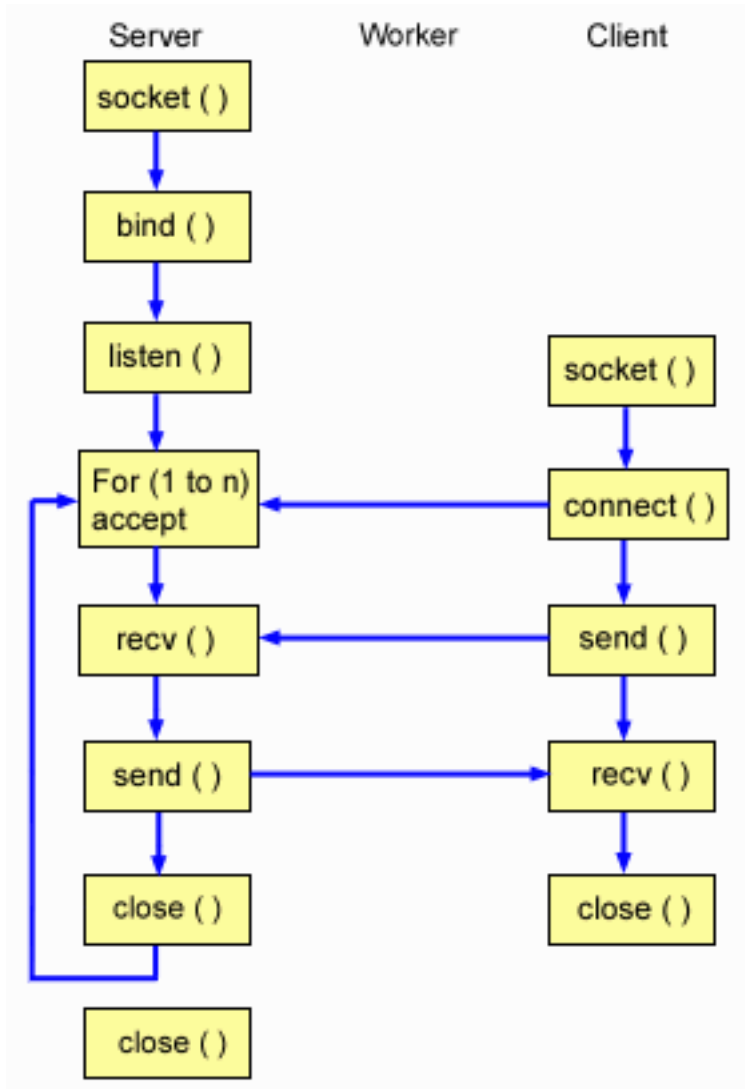 Server Worker Client
socket ( )
bind ( )
listen ( )
socket ( )
For (1 to n)
accept
connect ( )
recv ( )
send ( )
send ( )
recv ( )
close ( )
close ( )
close ( )